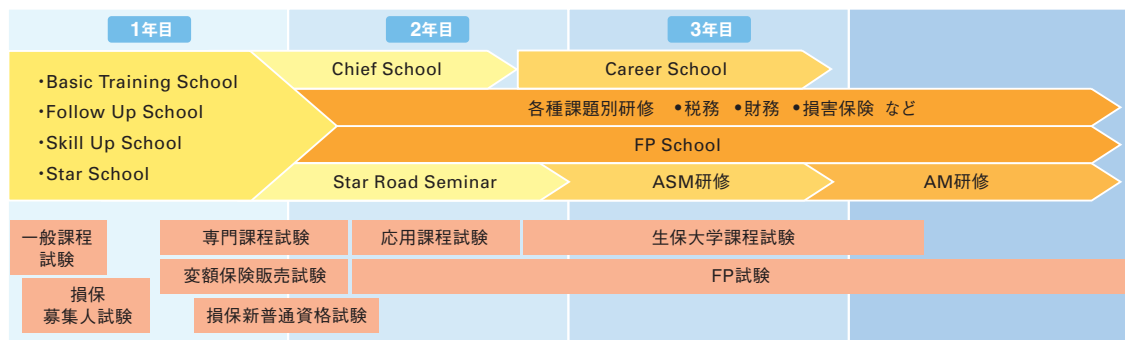 1年目
2年目
3年目
・Basic Training School
・Follow Up School
・Skill Up School
・Star School
Chief School
Career School
各種課題別研修 •税務 •財務 •損害保険 など
FP School
Star Road Seminar
ASM研修
AM研修
一般課程
試験
専門課程試験
応用課程試験
生保大学課程試験
変額保険販売試験
FP試験
損保
募集人試験
損保新普通資格試験